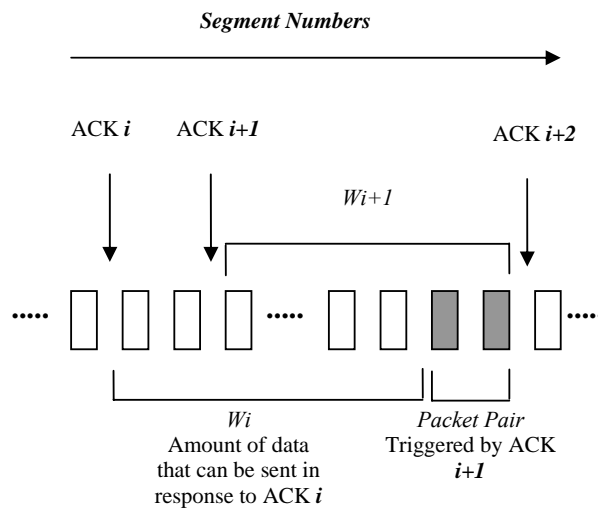 Segment Numbers
ACK i
ACK i+1
ACK i+2
Wi+1
.....
.....
.....
Wi
Amount of data
that can be sent in
response to ACK i
Packet Pair
Triggered by ACK
i+1